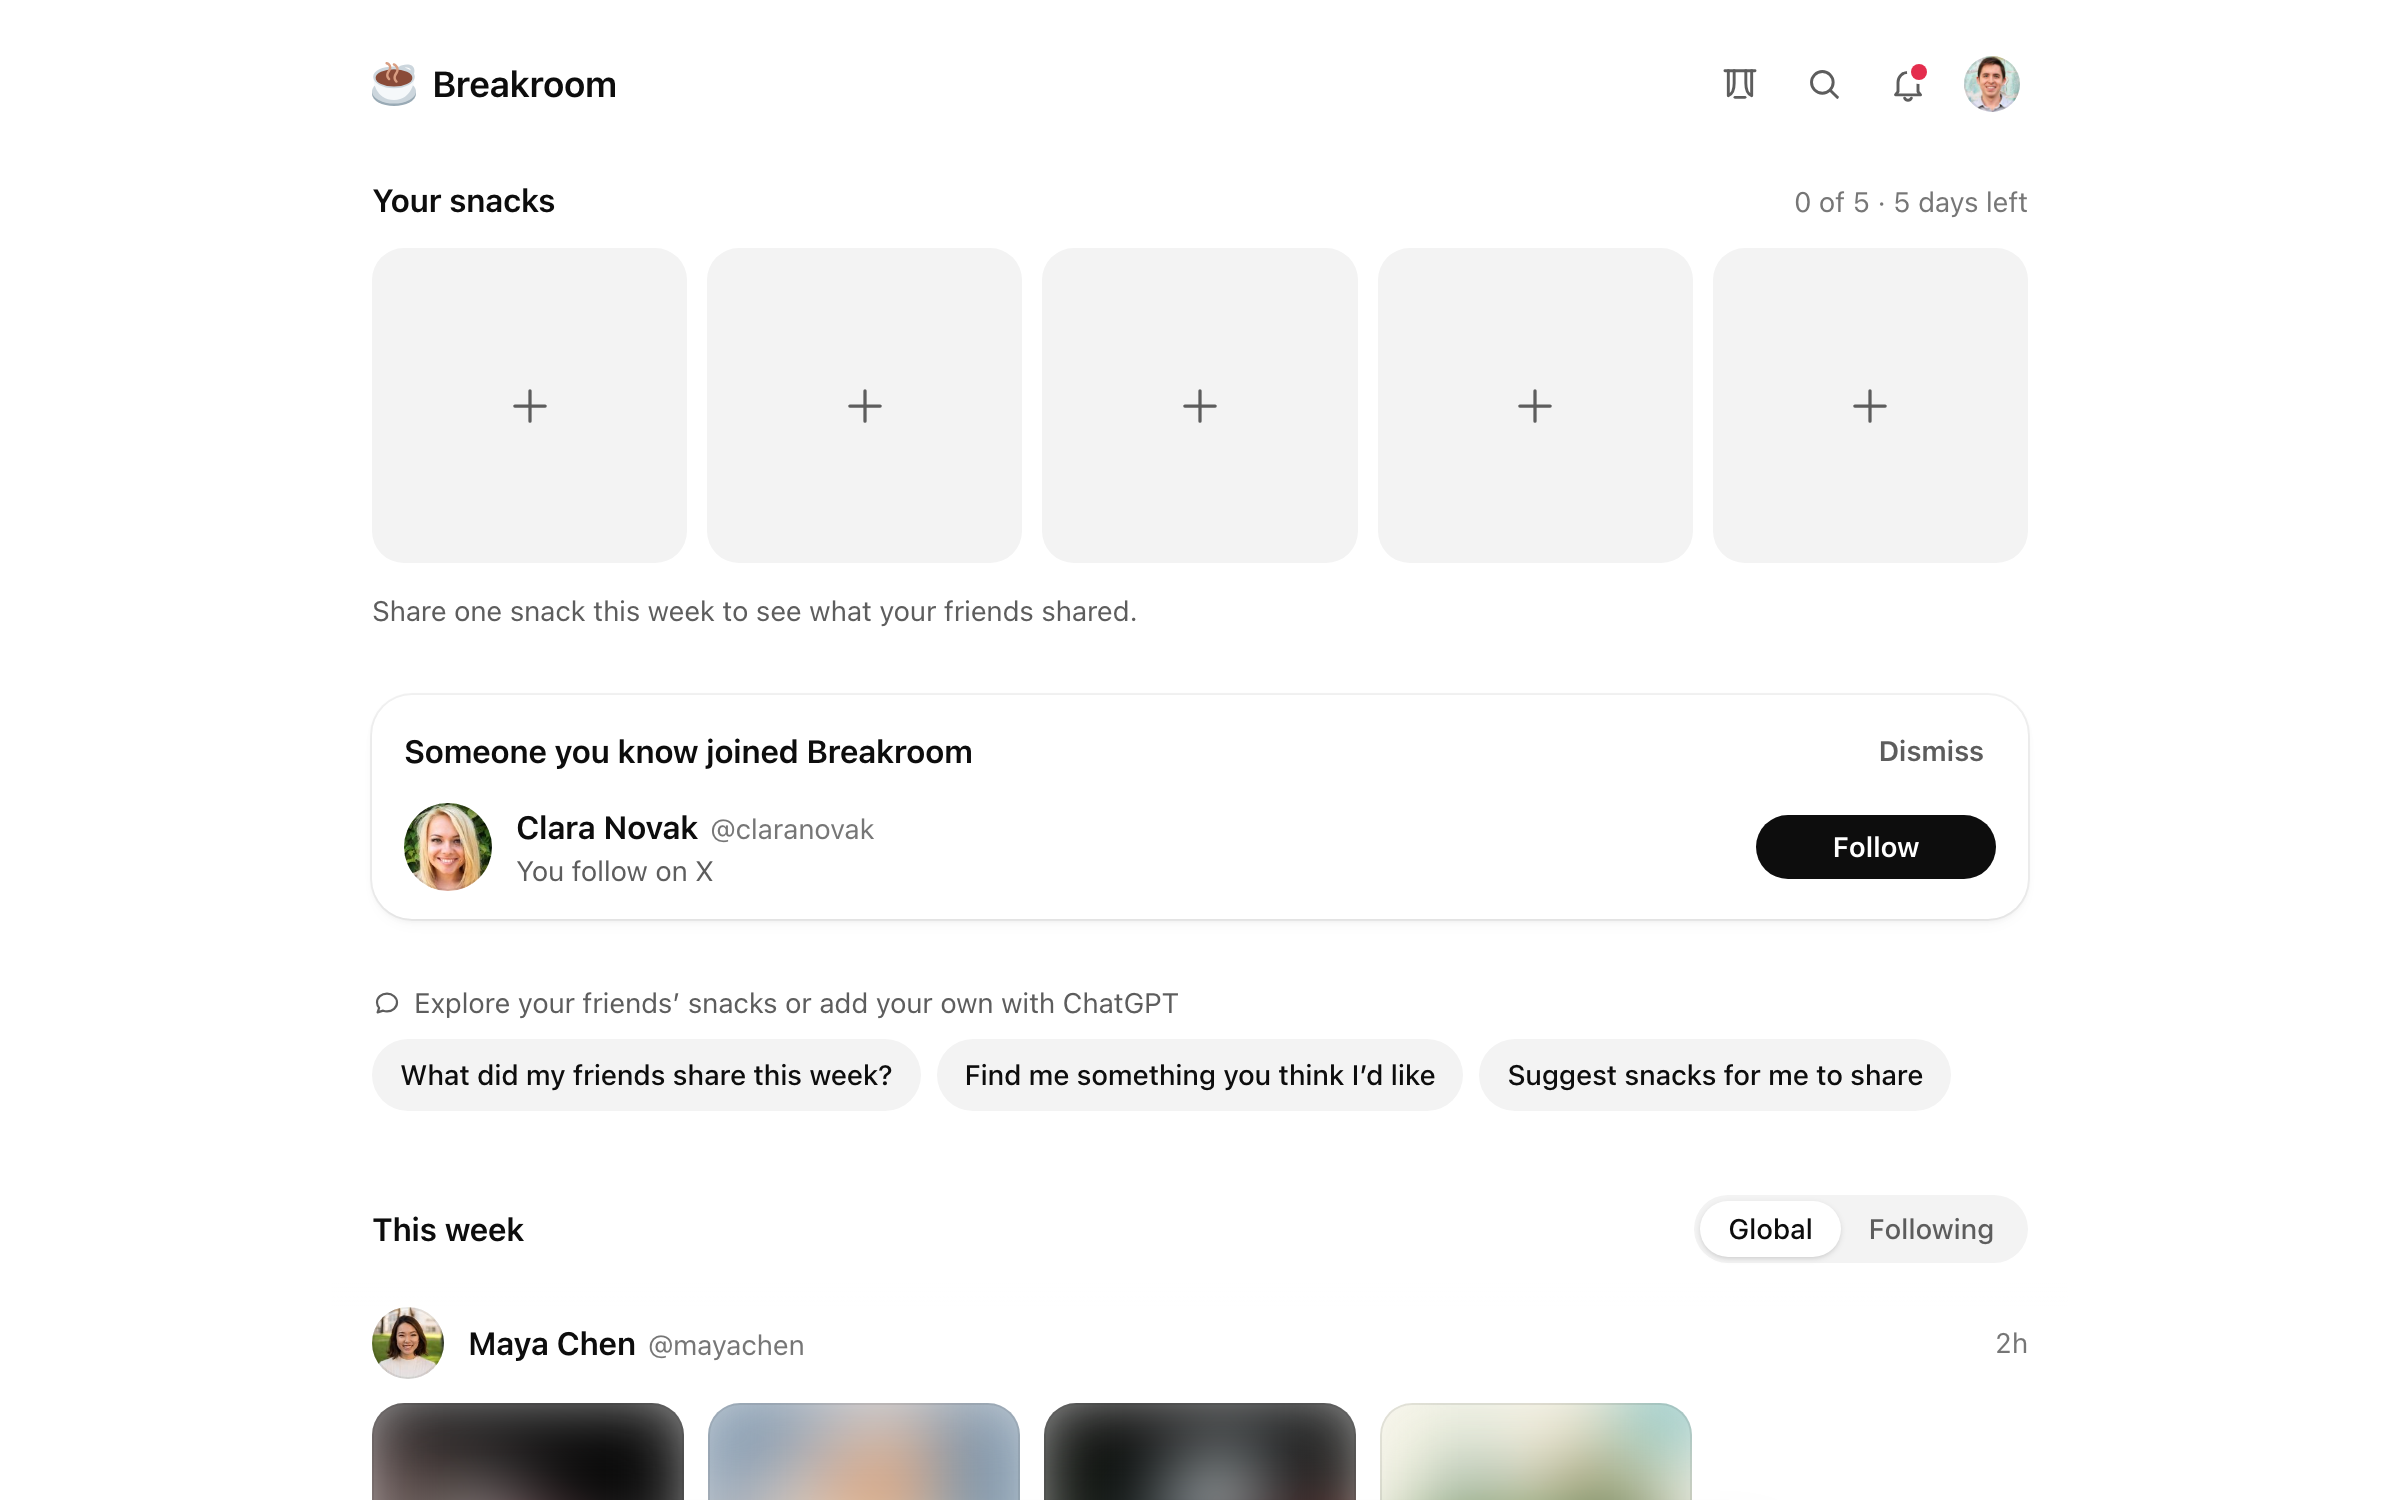 Breakroom
Your snacks
0 of 5 · 5 days left
Share one snack this week to see what your friends shared.
Someone you know joined Breakroom
Dismiss
Clara Novak @claranovak
You follow on X
Follow
Explore your friends’ snacks or add your own with ChatGPT
What did my friends share this week?
Find me something you think I’d like
Suggest snacks for me to share
This week
Global
Following
Maya Chen @mayachen
2h